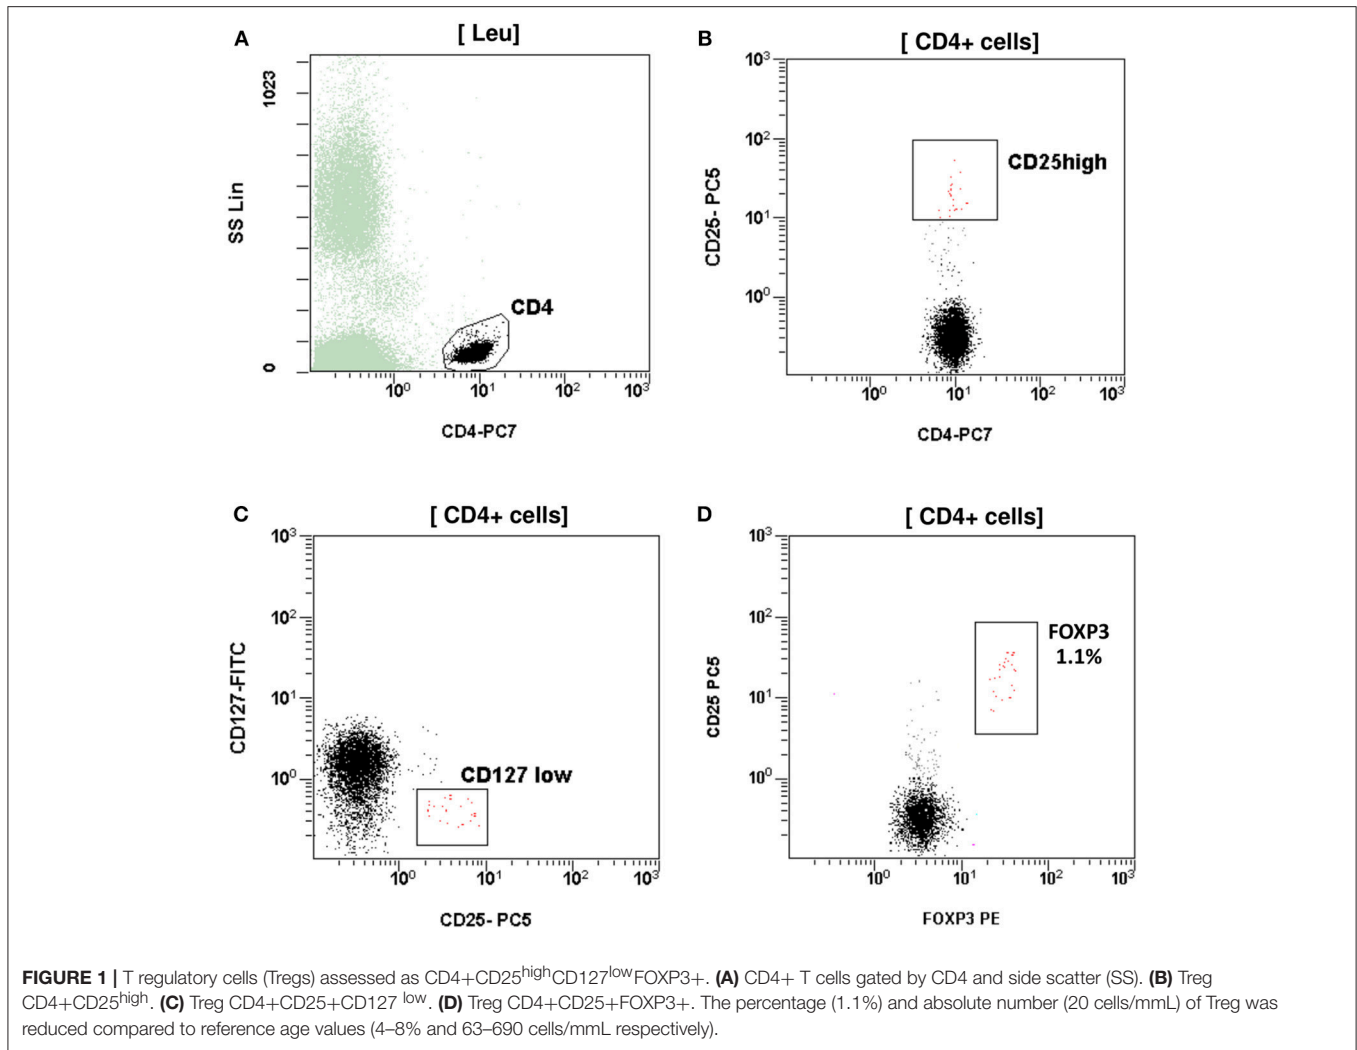 A
[ Leu]
1023
SS Lin
0
CD4
10⁰ 10¹ 10² 10³
CD4-PC7
B
[ CD4+ cells]
10³
10²
CD25high
CD25- PC5
10¹
10⁰
10⁰ 10¹ 10² 10³
CD4-PC7
C
[ CD4+ cells]
10³
10²
CD127-FITC
10¹
10⁰
CD127 low
10⁰ 10¹ 10² 10³
CD25- PC5
D
[ CD4+ cells]
10³
10²
FOXP3
1.1%
CD25 PC5
10¹
10⁰
10⁰ 10¹ 10² 10³
FOXP3 PE
FIGURE 1 | T regulatory cells (Tregs) assessed as CD4+CD25ʰⁱᵍʰCD127ˡᵒʷFOXP3+. (A) CD4+ T cells gated by CD4 and side scatter (SS). (B) Treg
CD4+CD25ʰⁱᵍʰ. (C) Treg CD4+CD25+CD127 ˡᵒʷ. (D) Treg CD4+CD25+FOXP3+. The percentage (1.1%) and absolute number (20 cells/mmL) of Treg was
reduced compared to reference age values (4–8% and 63–690 cells/mmL respectively).